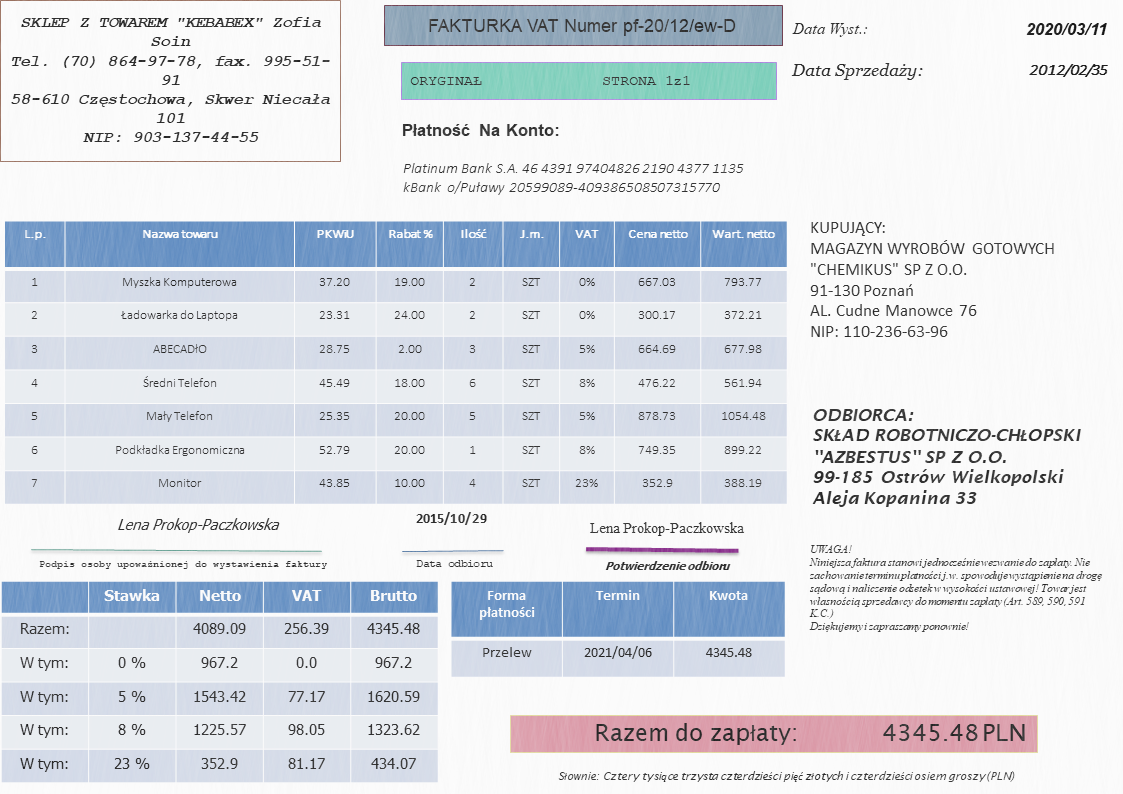 SKLEP Z TOWAREM "KEBABEX" Zofia
Soin
Tel. (70) 864-97-78, fax. 995-51-
91
58-610 Częstochowa, Skwer Niecała
101
NIP: 903-137-44-55
FAKTURKA VAT Numer pf-20/12/ew-D
ORYGINAŁ STRONA 1z1
Data Wyst.: 2020/03/11
Data Sprzedaży: 2012/02/35
Płatność Na Konto:
Platinum Bank S.A. 46 4391 97404826 2190 4377 1135
kBank o/Puławy 20599089-409386508507315770
L.p. Nazwa towaru PKWiU Rabat % Ilość J.m. VAT Cena netto Wart. netto
1 Myszka Komputerowa 37.20 19.00 2 SZT 0% 667.03 793.77
2 Ładowarka do Laptopa 23.31 24.00 2 SZT 0% 300.17 372.21
3 ABECADŁO 28.75 2.00 3 SZT 5% 664.69 677.98
4 Średni Telefon 45.49 18.00 6 SZT 8% 476.22 561.94
5 Mały Telefon 25.35 20.00 5 SZT 5% 878.73 1054.48
6 Podkładka Ergonomiczna 52.79 20.00 1 SZT 8% 749.35 899.22
7 Monitor 43.85 10.00 4 SZT 23% 352.9 388.19
KUPUJĄCY:
MAGAZYN WYROBÓW GOTOWYCH
"CHEMIKUS" SP Z O.O.
91-130 Poznań
AL. Cudne Manowce 76
NIP: 110-236-63-96
ODBIORCA:
SKŁAD ROBOTNICZO-CHŁOPSKI
"AZBESTUS" SP Z O.O.
99-185 Ostrów Wielkopolski
Aleja Kopanina 33
Lena Prokop-Paczkowska
Podpis osoby upoważnionej do wystawienia faktury
2015/10/29
Data odbioru
Lena Prokop-Paczkowska
Potwierdzenie odbioru
UWAGA!
Niniejsza faktura stanowi jednocześnie wezwanie do zapłaty. Nie
zachowanie terminu płatności j.w. spowoduje wystąpienie na drogę
sądową i naliczenie odsetek w wysokości ustawowej! Towar jest
własnością sprzedawcy do momentu zapłaty (Art. 589, 590, 591
K.C.)
Dziękujemy i zapraszamy ponownie!
Stawka Netto VAT Brutto
Razem: 4089.09 256.39 4345.48
W tym: 0 % 967.2 0.0 967.2
W tym: 5 % 1543.42 77.17 1620.59
W tym: 8 % 1225.57 98.05 1323.62
W tym: 23 % 352.9 81.17 434.07
Forma
płatności Termin Kwota
Przelew 2021/04/06 4345.48
Razem do zapłaty: 4345.48 PLN
Słownie: Cztery tysiące trzysta czterdzieści pięć złotych i czterdzieści osiem groszy (PLN)